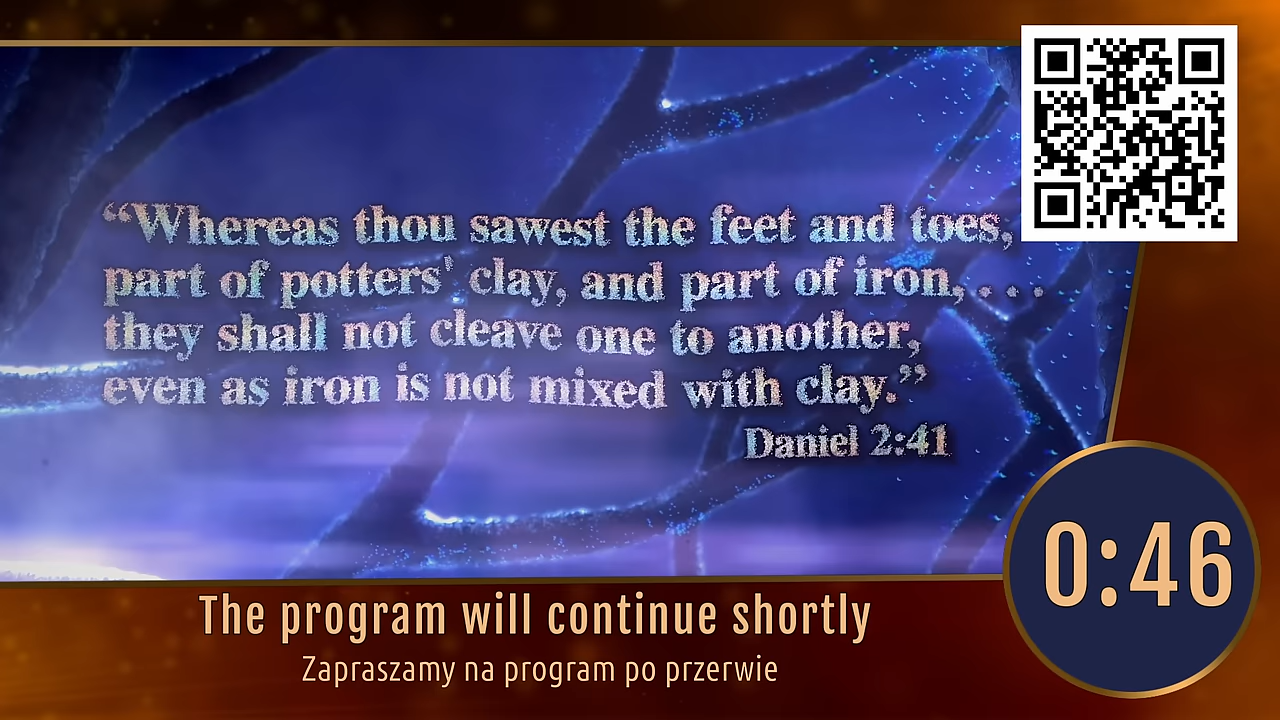 “Whereas thou sawest the feet and toes,
part of potters' clay, and part of iron, . . .
they shall not cleave one to another,
even as iron is not mixed with clay.”
Daniel 2:41
0:46
The program will continue shortly
Zapraszamy na program po przerwie